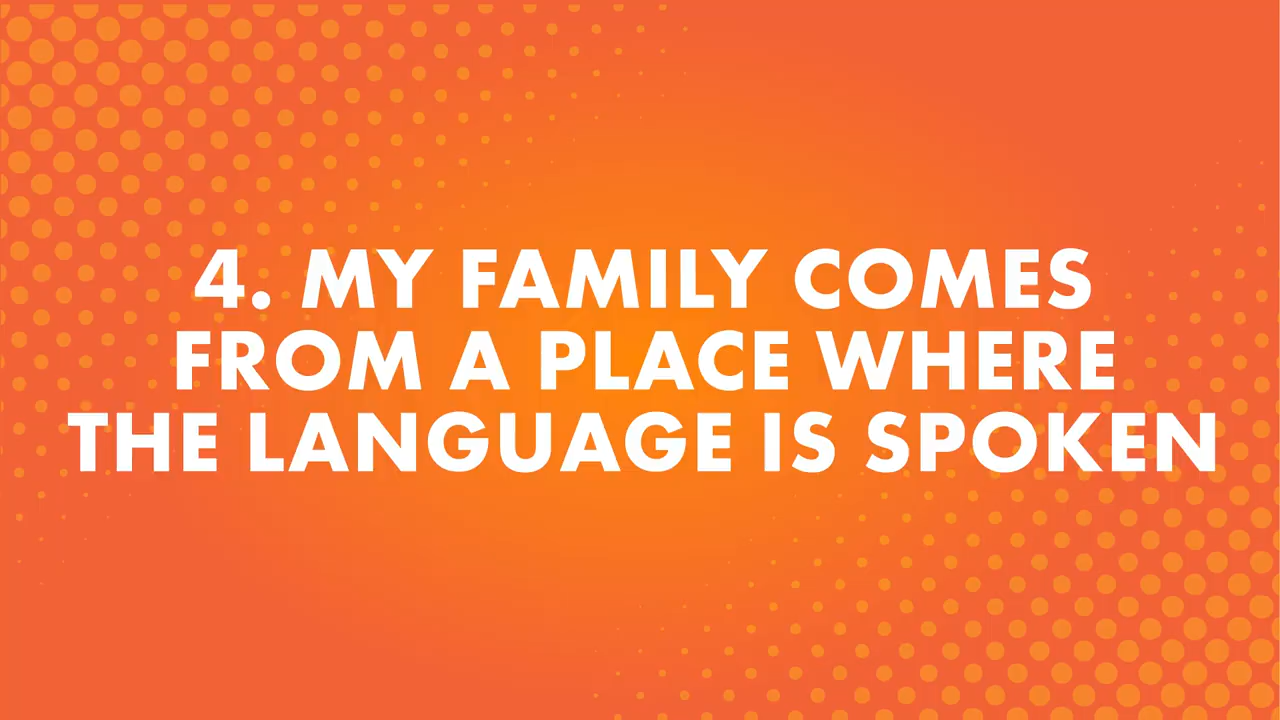 4. MY FAMILY COMES
FROM A PLACE WHERE
THE LANGUAGE IS SPOKEN